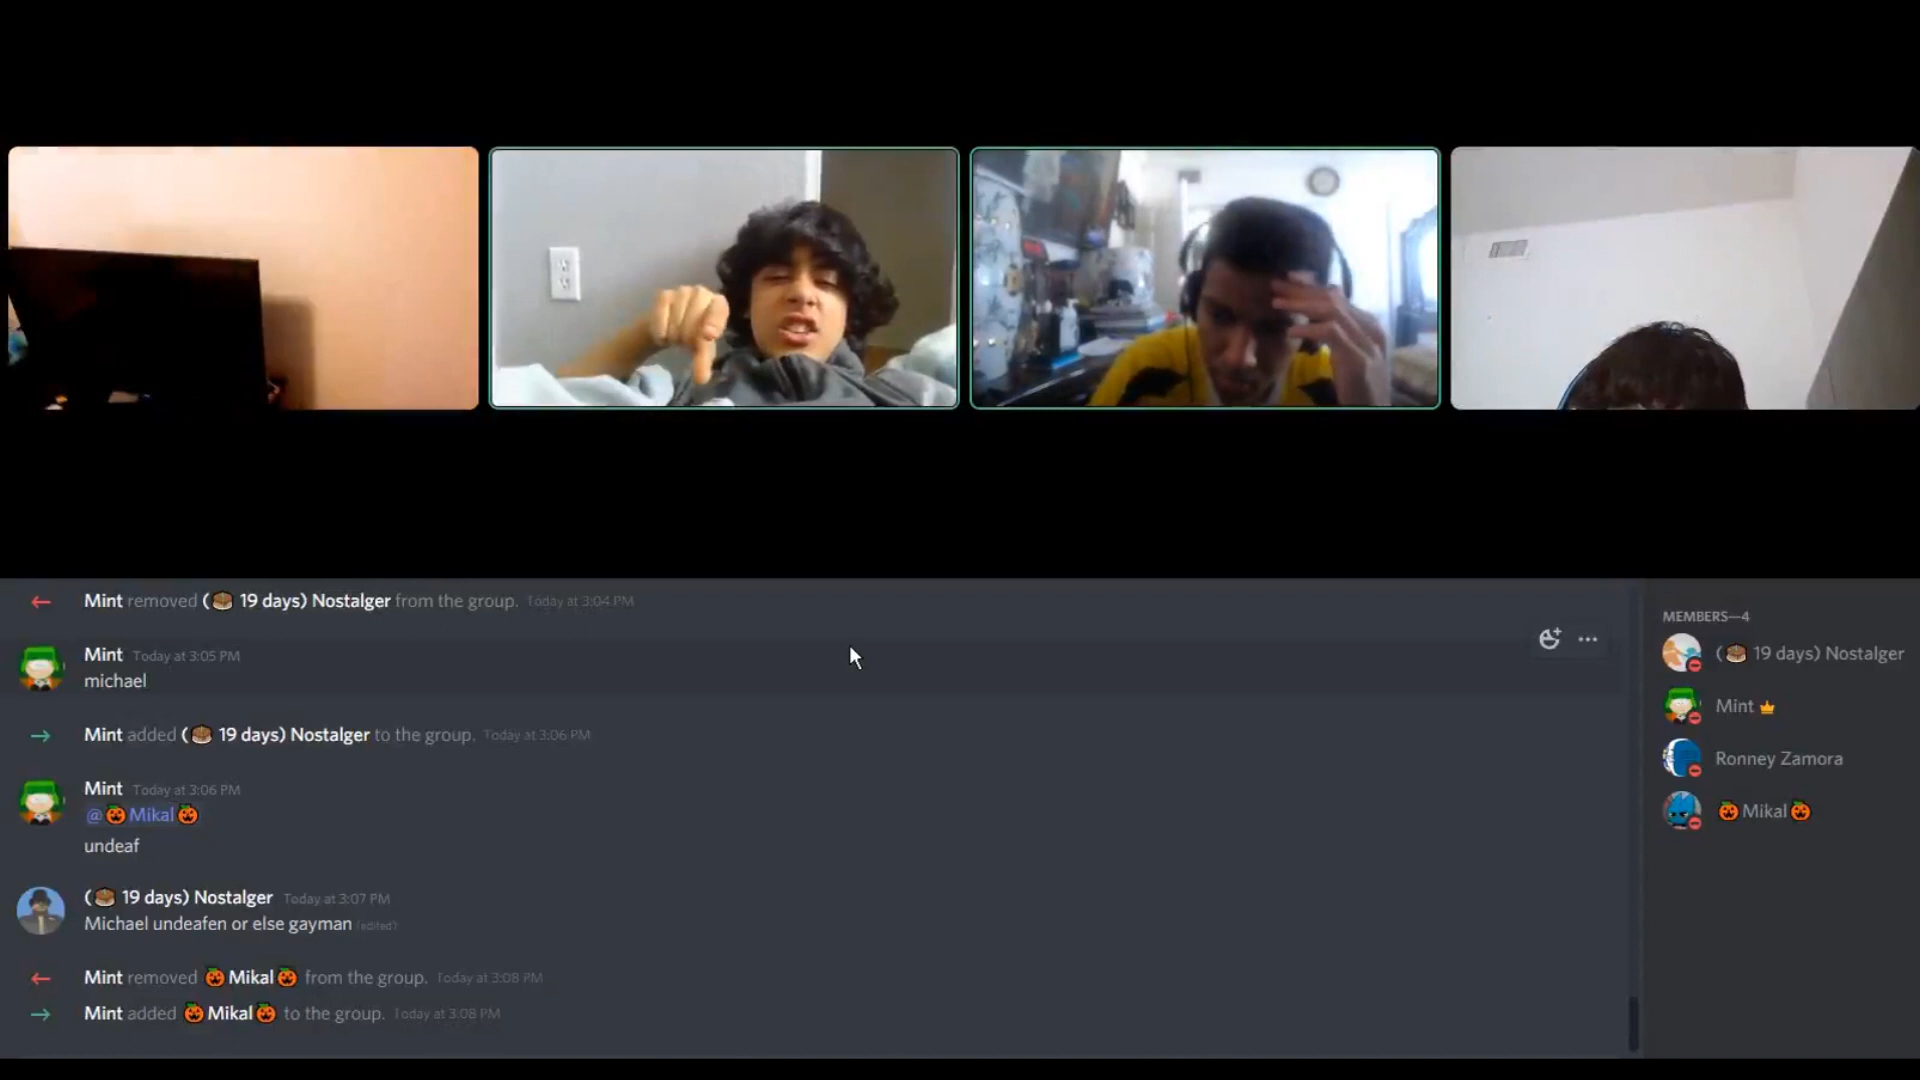 Mint removed (🎂 19 days) Nostalger from the group. Today at 3:04 PM
Mint Today at 3:05 PM
michael
Mint added (🎂 19 days) Nostalger to the group. Today at 3:06 PM
Mint Today at 3:06 PM
@🎃Mikal🎃
undeaf
(🎂 19 days) Nostalger Today at 3:07 PM
Michael undeafen or else gayman (edited)
Mint removed 🎃Mikal🎃 from the group. Today at 3:08 PM
Mint added 🎃Mikal🎃 to the group. Today at 3:08 PM
MEMBERS—4
(🎂 19 days) Nostalger
Mint
Ronney Zamora
🎃Mikal🎃